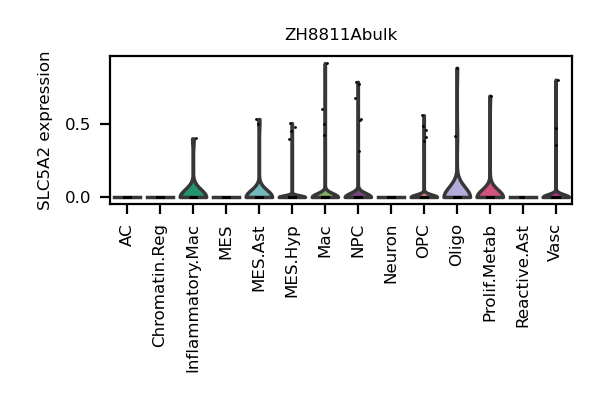 ZH8811Abulk
SLC5A2 expression
0.5
0.0
AC
Chromatin.Reg
Inflammatory.Mac
MES
MES.Ast
MES.Hyp
Mac
NPC
Neuron
OPC
Oligo
Prolif.Metab
Reactive.Ast
Vasc